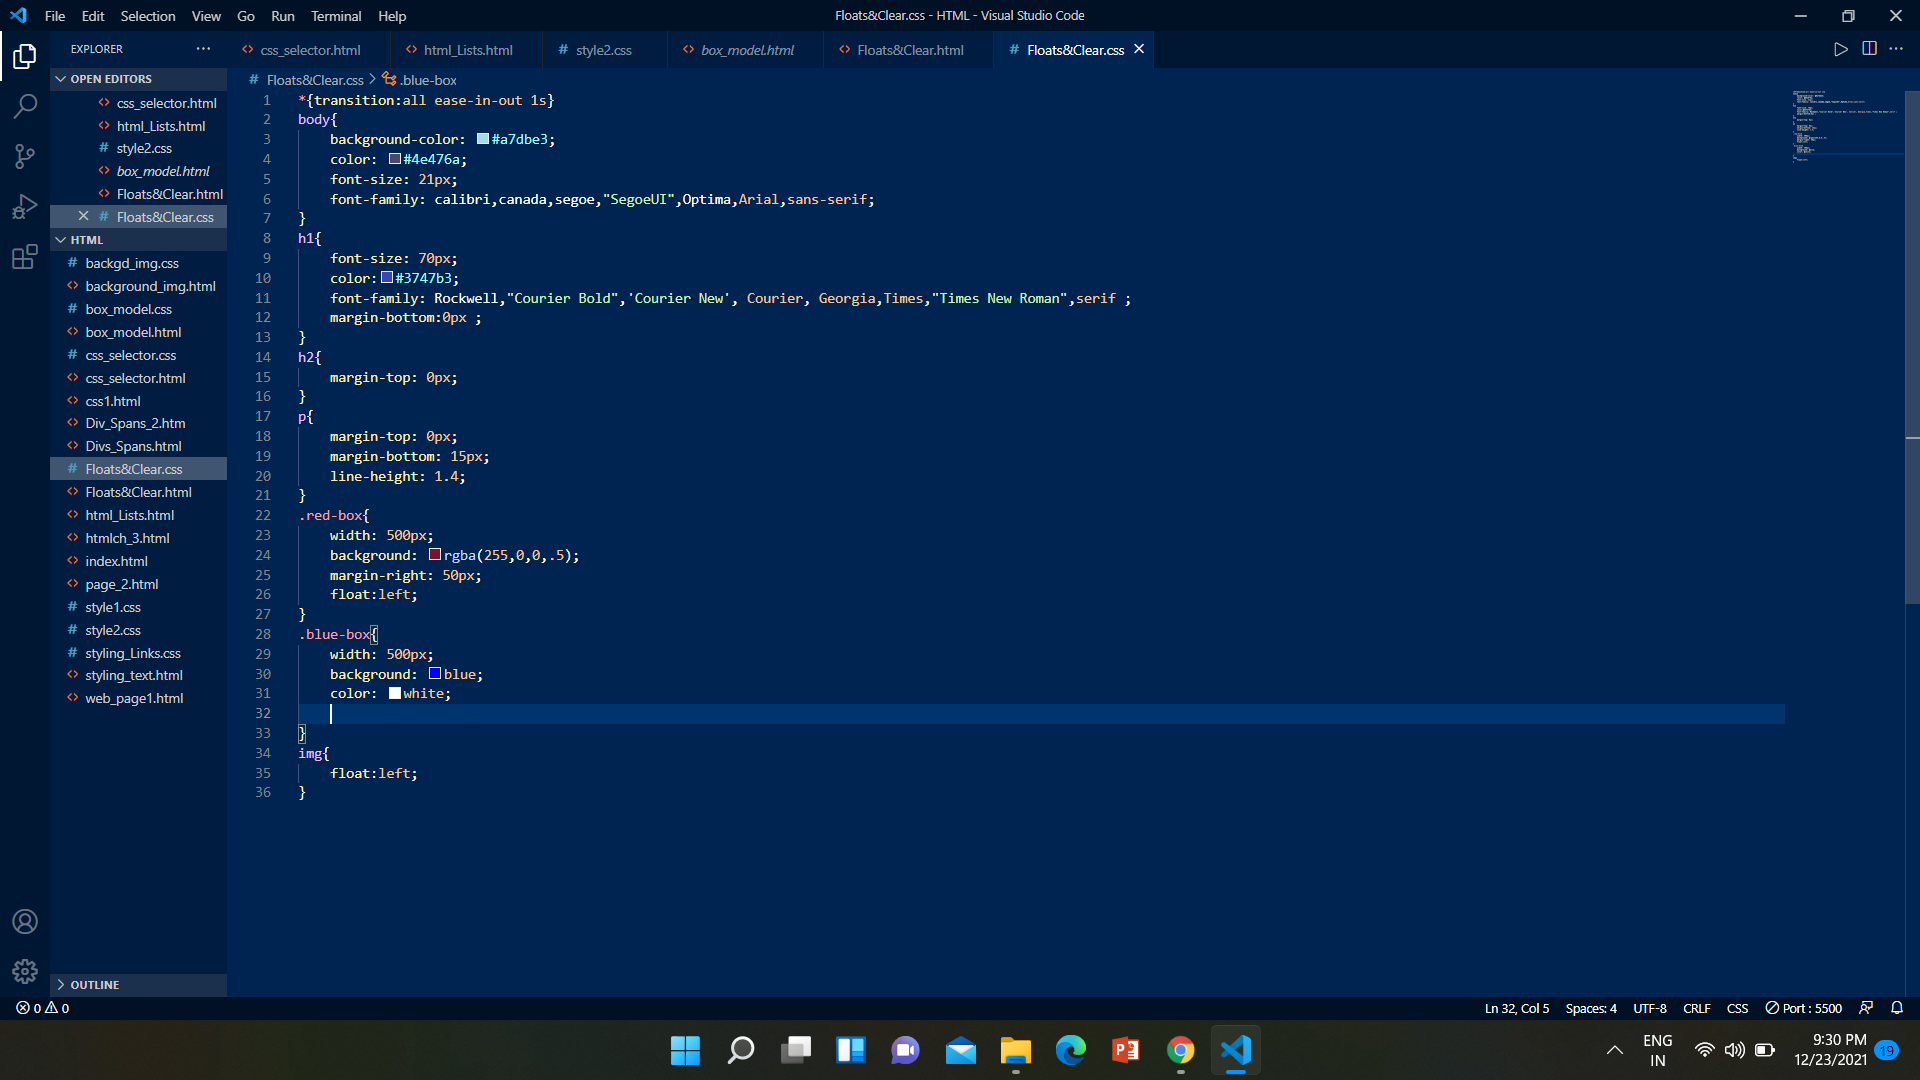 File Edit Selection View Go Run Terminal Help
Floats&Clear.css - HTML - Visual Studio Code
EXPLORER
css_selector.html html_Lists.html style2.css box_model.html Floats&Clear.html Floats&Clear.css
OPEN EDITORS
css_selector.html
html_Lists.html
style2.css
box_model.html
Floats&Clear.html
Floats&Clear.css
HTML
backgd_img.css
background_img.html
box_model.css
box_model.html
css_selector.css
css_selector.html
css1.html
Div_Spans_2.htm
Divs_Spans.html
Floats&Clear.css
Floats&Clear.html
html_Lists.html
htmlch_3.html
index.html
page_2.html
style1.css
style2.css
styling_Links.css
styling_text.html
web_page1.html
OUTLINE
Floats&Clear.css > .blue-box
1 *{transition:all ease-in-out 1s}
2 body{
3 background-color: #a7dbe3;
4 color: #4e476a;
5 font-size: 21px;
6 font-family: calibri,canada,segoe,"SegoeUI",Optima,Arial,sans-serif;
7 }
8 h1{
9 font-size: 70px;
10 color:#3747b3;
11 font-family: Rockwell,"Courier Bold",'Courier New', Courier, Georgia,Times,"Times New Roman",serif ;
12 margin-bottom:0px ;
13 }
14 h2{
15 margin-top: 0px;
16 }
17 p{
18 margin-top: 0px;
19 margin-bottom: 15px;
20 line-height: 1.4;
21 }
22 .red-box{
23 width: 500px;
24 background: rgba(255,0,0,.5);
25 margin-right: 50px;
26 float:left;
27 }
28 .blue-box{
29 width: 500px;
30 background: blue;
31 color: white;
32
33 }
34 img{
35 float:left;
36 }
0 0
Ln 32, Col 5 Spaces: 4 UTF-8 CRLF CSS Port : 5500
ENG
IN
9:30 PM
12/23/2021
19